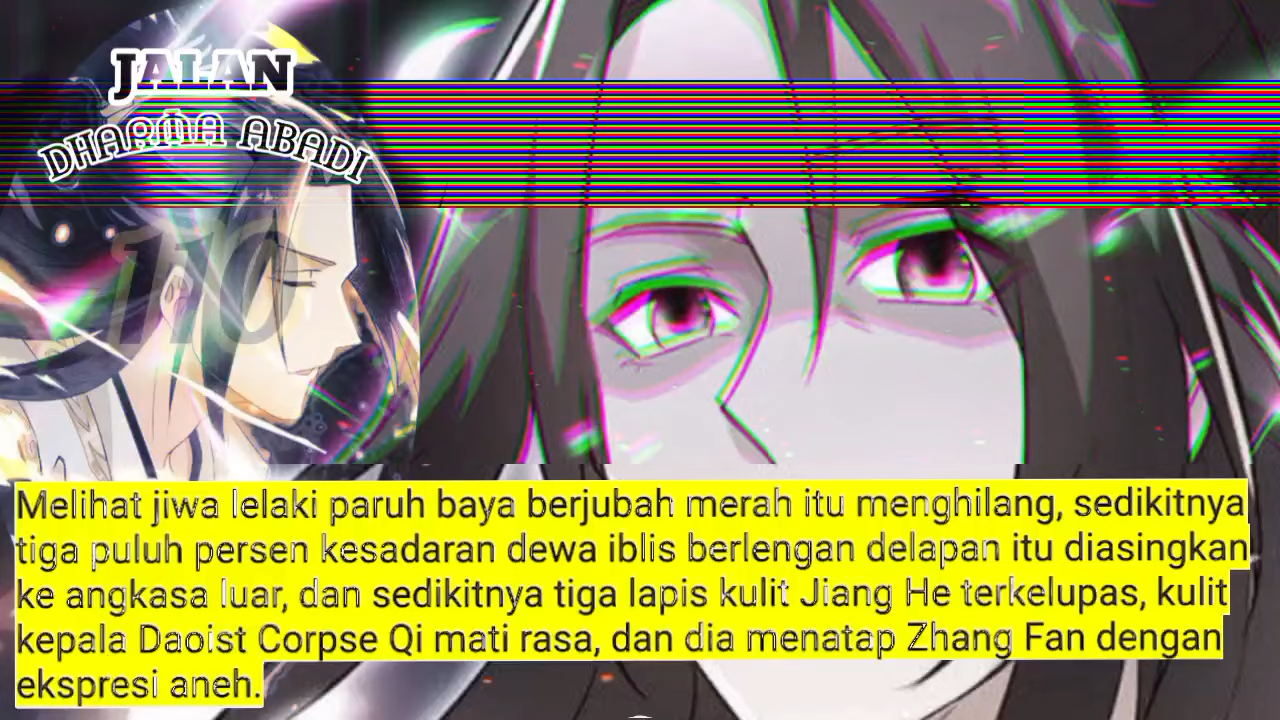 JALAN
DHARMA ABADI
110
Melihat jiwa lelaki paruh baya berjubah merah itu menghilang, sedikitnya
tiga puluh persen kesadaran dewa iblis berlengan delapan itu diasingkan
ke angkasa luar, dan sedikitnya tiga lapis kulit Jiang He terkelupas, kulit
kepala Daoist Corpse Qi mati rasa, dan dia menatap Zhang Fan dengan
ekspresi aneh.